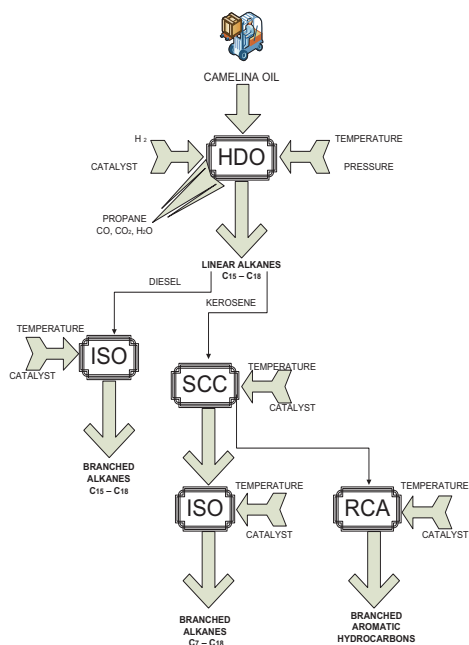 CAMELINA OIL
H₂
CATALYST
HDO
TEMPERATURE
PRESSURE
PROPANE
CO, CO₂, H₂O
LINEAR ALKANES
C₁₅ – C₁₈
DIESEL
KEROSENE
TEMPERATURE
CATALYST
ISO
SCC
TEMPERATURE
CATALYST
BRANCHED
ALKANES
C₁₅ – C₁₈
ISO
TEMPERATURE
CATALYST
RCA
TEMPERATURE
CATALYST
BRANCHED
ALKANES
C₇ – C₁₈
BRANCHED
AROMATIC
HYDROCARBONS